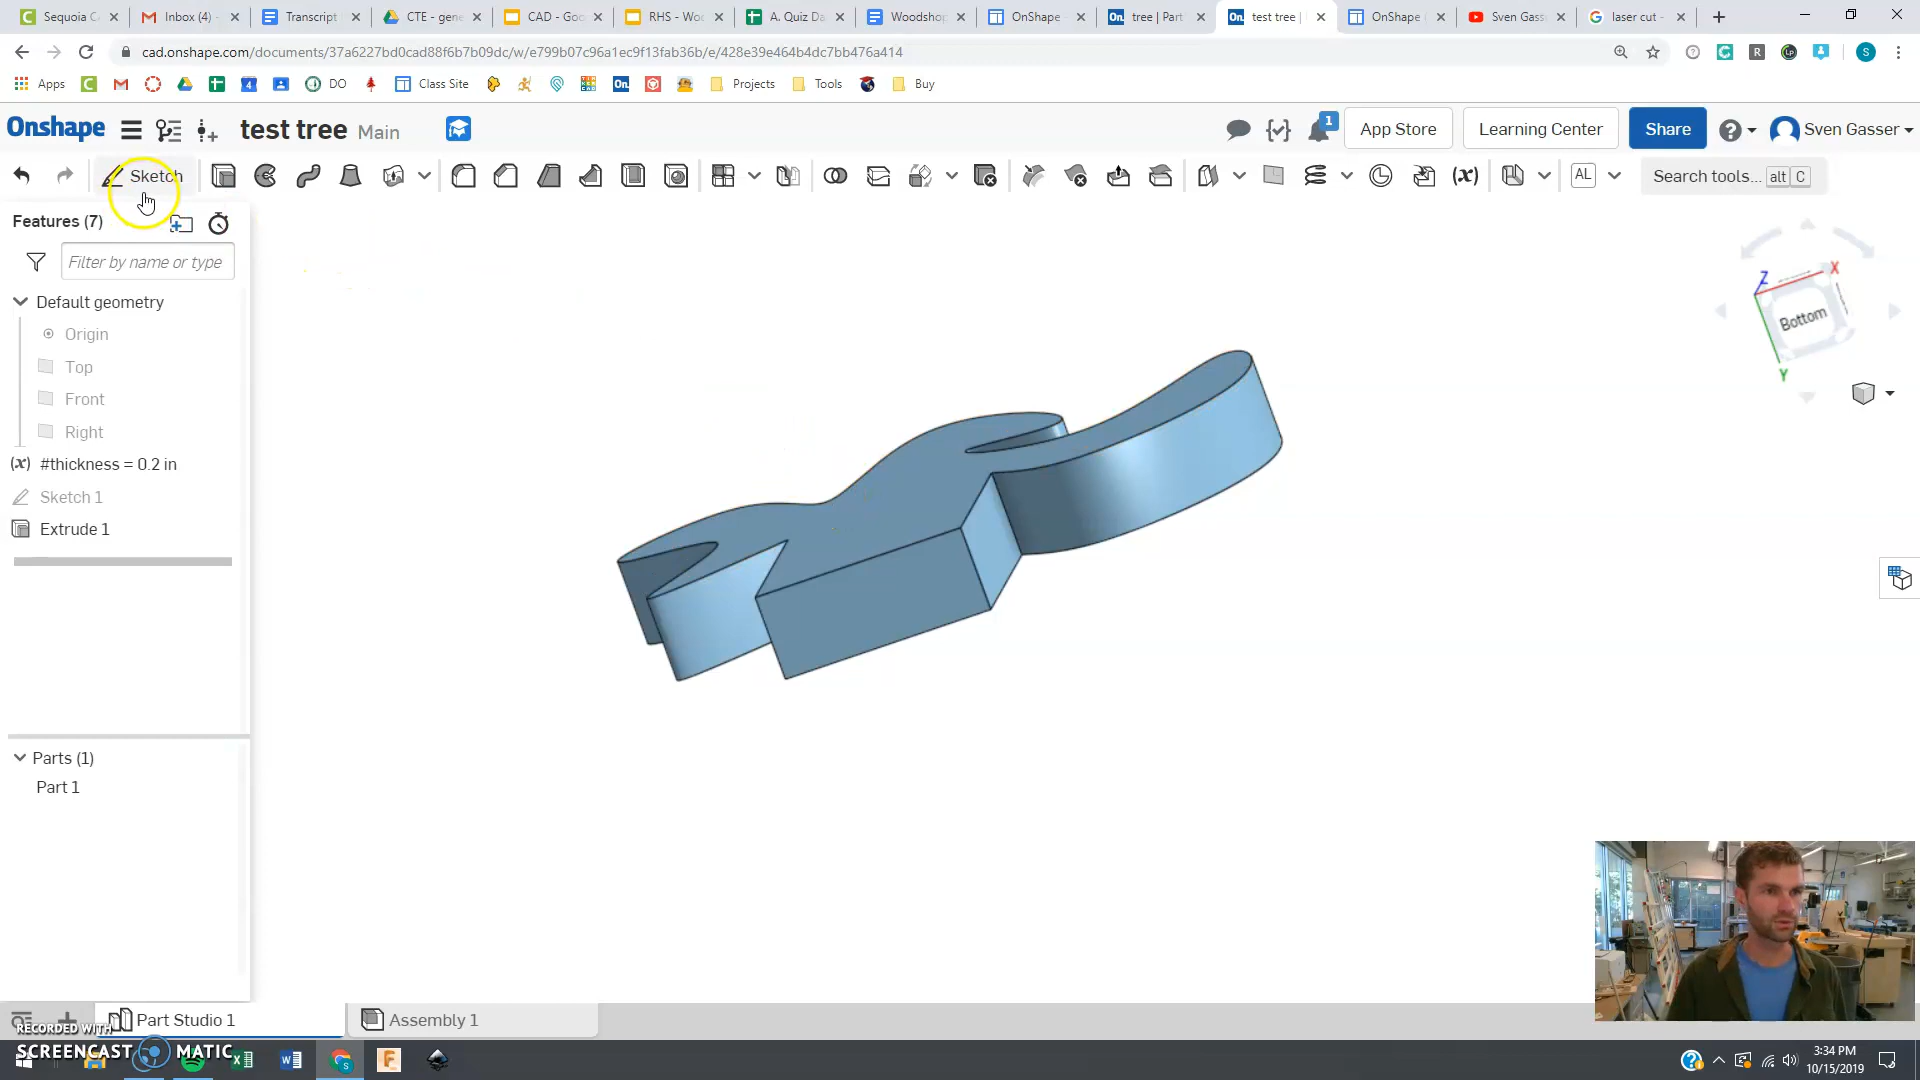 Sequoia C
Inbox (4) -
Transcript
CTE - gene
CAD - Goo
RHS - Wo
A. Quiz Da
Woodshop
OnShape -
tree | Part
test tree |
OnShape
Sven Gass
laser cut -
cad.onshape.com/documents/37a6227bd0cad88f6b7b09dc/w/e799b07c96a1ec9f13fab36b/e/428e39e464b4dc7bb476a414
Apps
DO
Class Site
Projects
Tools
Buy
Onshape
test tree Main
1
App Store
Learning Center
Share
Sven Gasser
Sketch
Search tools... alt C
Features (7)
Filter by name or type
Default geometry
Origin
Top
Front
Right
(x) #thickness = 0.2 in
Sketch 1
Extrude 1
Parts (1)
Part 1
Z
X
Bottom
Y
Part Studio 1
Assembly 1
RECORDED WITH
SCREENCAST MATIC
3:34 PM
10/15/2019